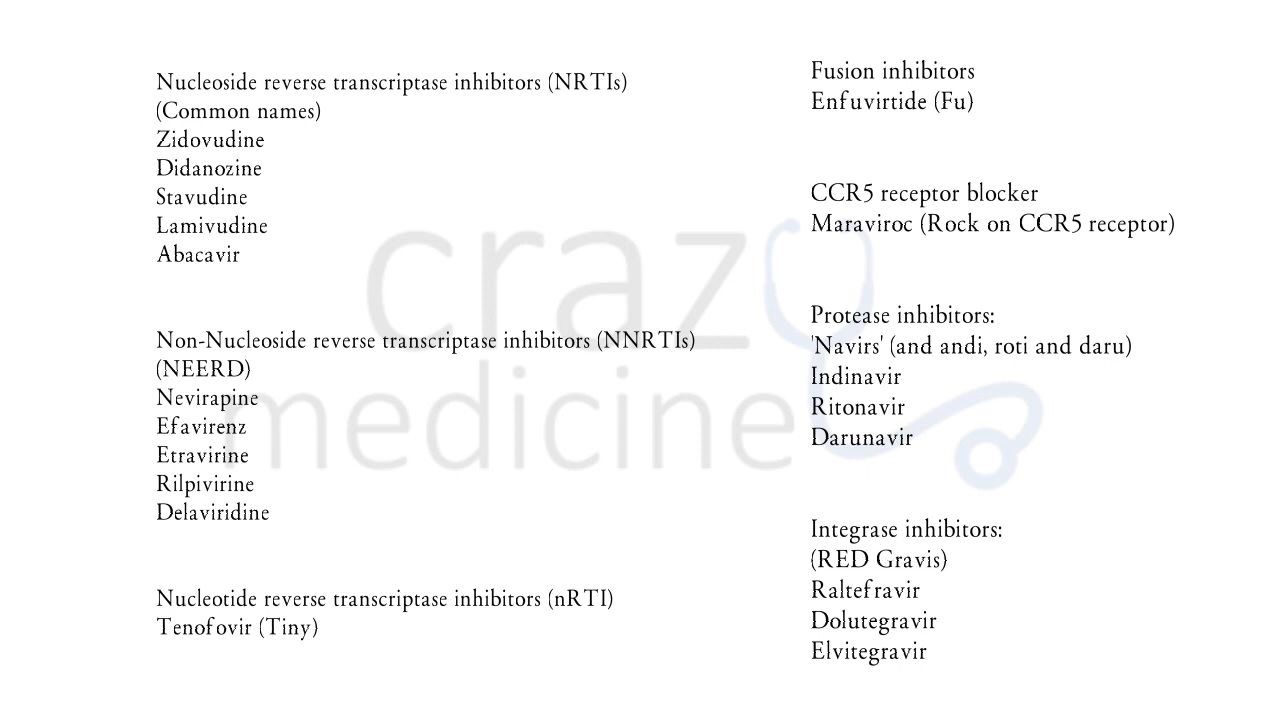 Nucleoside reverse transcriptase inhibitors (NRTIs)
(Common names)
Zidovudine
Didanozine
Stavudine
Lamivudine
Abacavir
Non-Nucleoside reverse transcriptase inhibitors (NNRTIs)
(NEERD)
Nevirapine
Efavirenz
Etravirine
Rilpivirine
Delaviridine
Nucleotide reverse transcriptase inhibitors (nRTI)
Tenofovir (Tiny)
Fusion inhibitors
Enfuvirtide (Fu)
CCR5 receptor blocker
Maraviroc (Rock on CCR5 receptor)
Protease inhibitors:
'Navirs' (and andi, roti and daru)
Indinavir
Ritonavir
Darunavir
Integrase inhibitors:
(RED Gravis)
Raltefravir
Dolutegravir
Elvitegravir
crazy
medicine